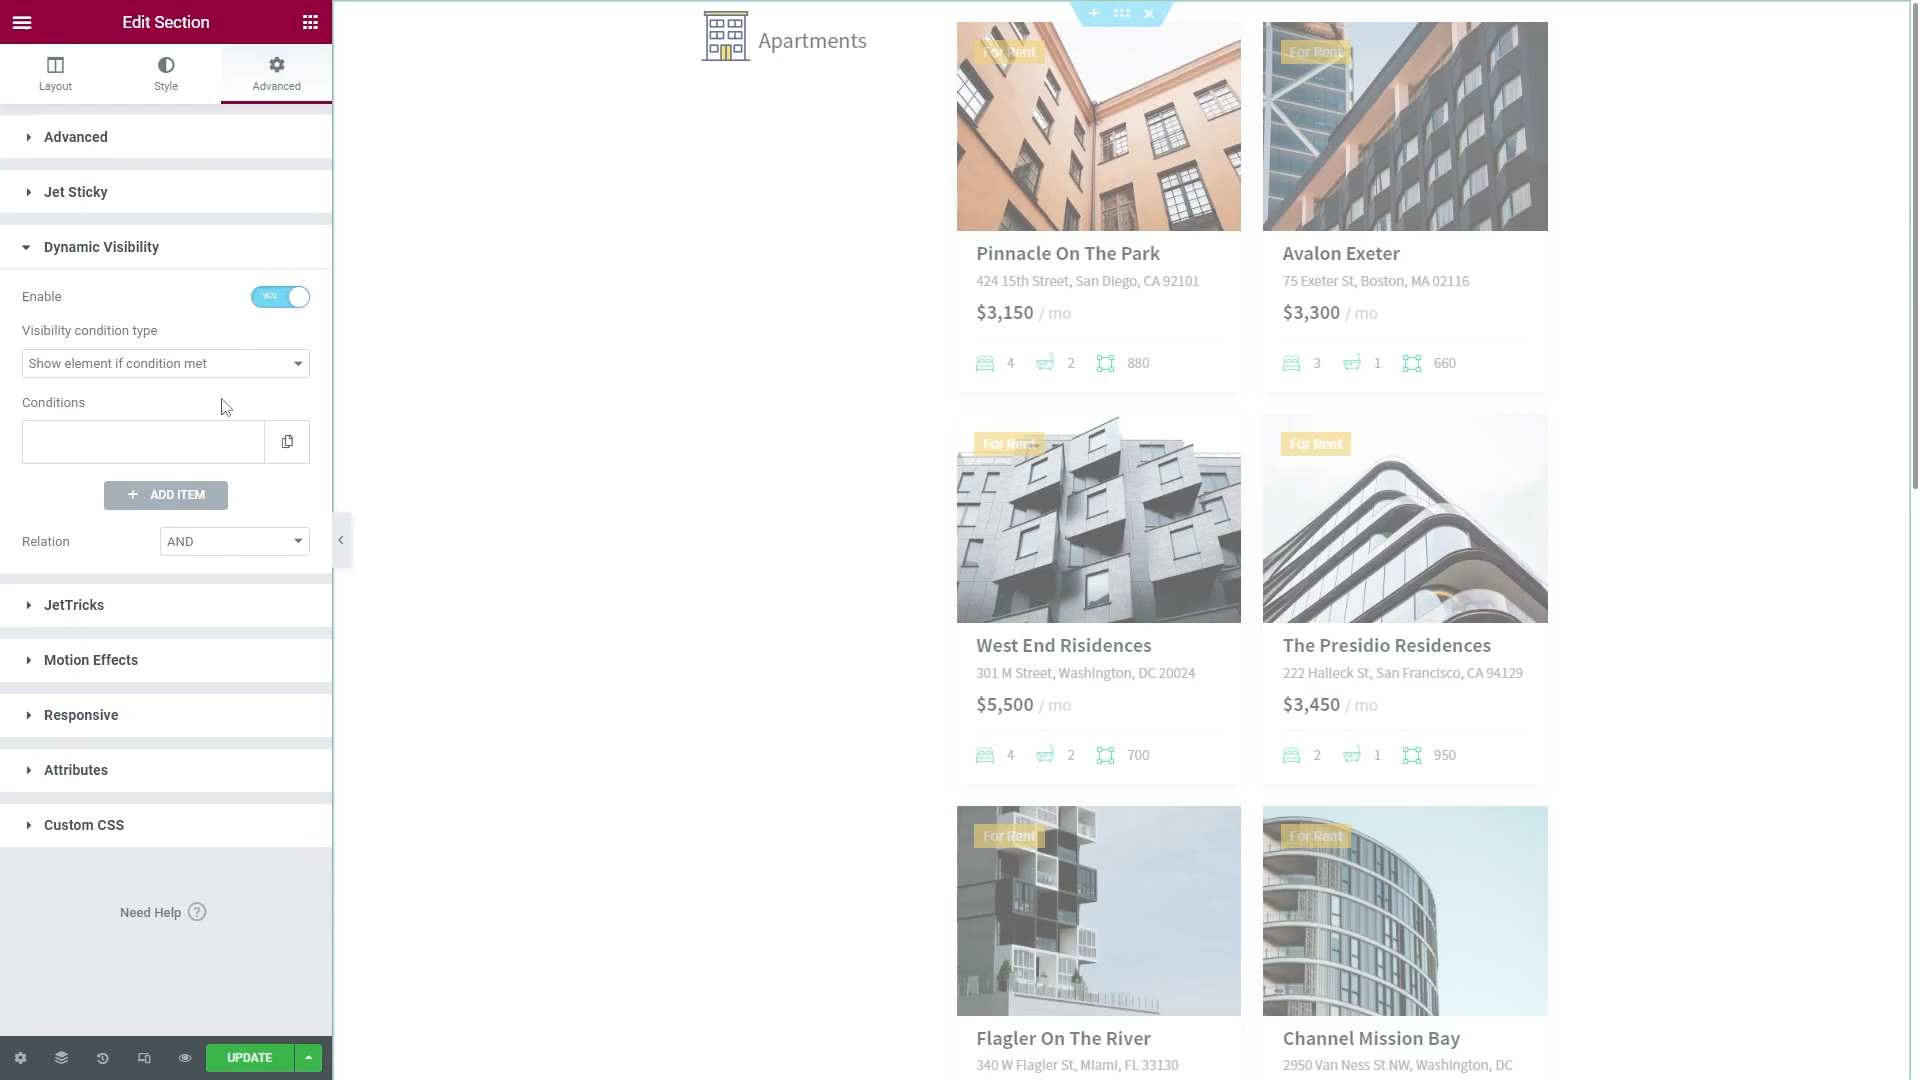 Edit Section
Layout
Style
Advanced
Advanced
Jet Sticky
Dynamic Visibility
Enable
YES
Visibility condition type
Show element if condition met
Conditions
+ ADD ITEM
Relation
AND
JetTricks
Motion Effects
Responsive
Attributes
Custom CSS
Need Help ?
UPDATE
Apartments
For Rent
Pinnacle On The Park
424 15th Street, San Diego, CA 92101
$3,150 / mo
4 2 880
For Rent
Avalon Exeter
75 Exeter St, Boston, MA 02116
$3,300 / mo
3 1 660
For Rent
West End Risidences
301 M Street, Washington, DC 20024
$5,500 / mo
4 2 700
For Rent
The Presidio Residences
222 Halleck St, San Francisco, CA 94129
$3,450 / mo
2 1 950
For Rent
Flagler On The River
340 W Flagler St, Miami, FL 33130
For Rent
Channel Mission Bay
2950 Van Ness St NW, Washington, DC